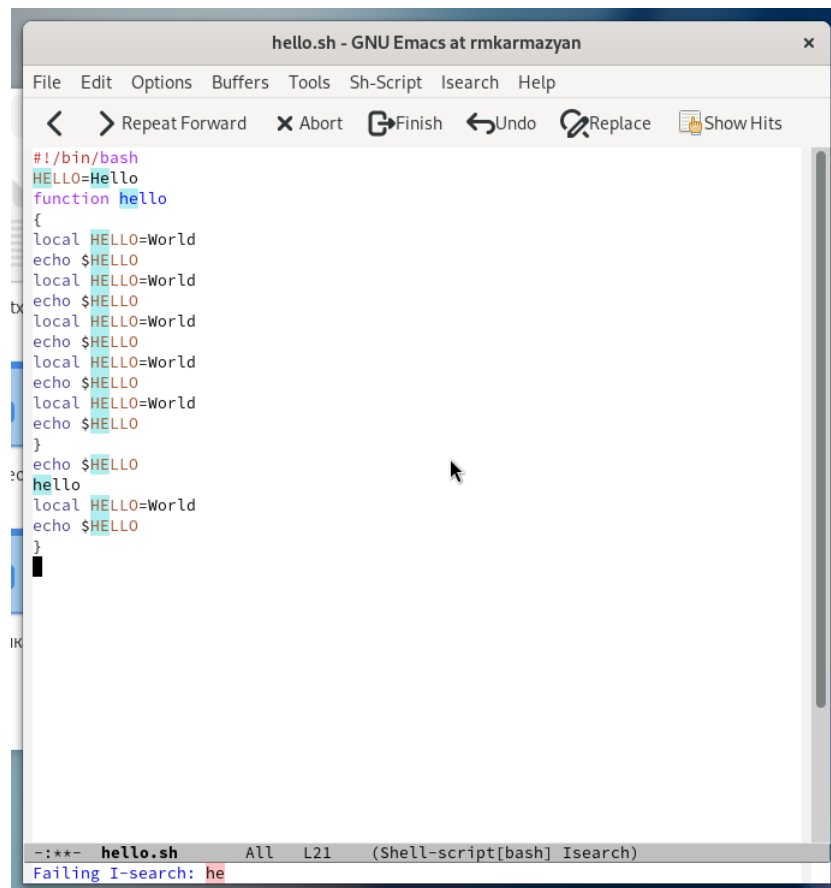 hello.sh - GNU Emacs at rmkarmazyan ×
File Edit Options Buffers Tools Sh-Script Isearch Help
Repeat Forward Abort Finish Undo Replace Show Hits
#!/bin/bash
HELLO=Hello
function hello
{
local HELLO=World
echo $HELLO
local HELLO=World
echo $HELLO
local HELLO=World
echo $HELLO
local HELLO=World
echo $HELLO
local HELLO=World
echo $HELLO
}
echo $HELLO
hello
local HELLO=World
echo $HELLO
}
-:**- hello.sh All L21 (Shell-script[bash] Isearch)
Failing I-search: he